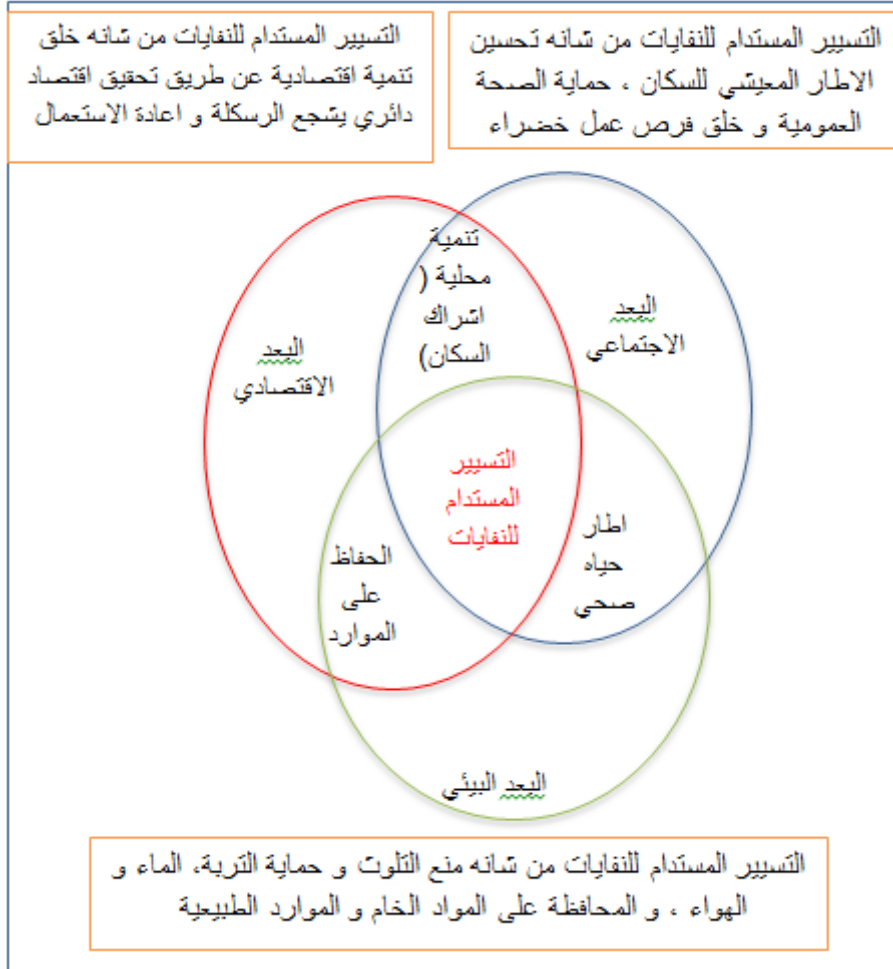 التسيير المستدام للنفايات من شانه تحسين
الاطار المعيشي للسكان ، حماية الصحة
العمومية و خلق فرص عمل خضراء
التسيير المستدام للنفايات من شانه خلق
تنمية اقتصادية عن طريق تحقيق اقتصاد
دائري يشجع الرسكلة و اعادة الاستعمال
تنمية
محلية (
اشراك
السكان)
البعد
الاجتماعي
البعد
الاقتصادي
التسيير
المستدام
للنفايات
اطار
حياه
صحي
الحفاظ
على
الموارد
البعد البيئي
التسيير المستدام للنفايات من شانه منع التلوث و حماية التربة، الماء و
الهواء ، و المحافظة على المواد الخام و الموارد الطبيعية